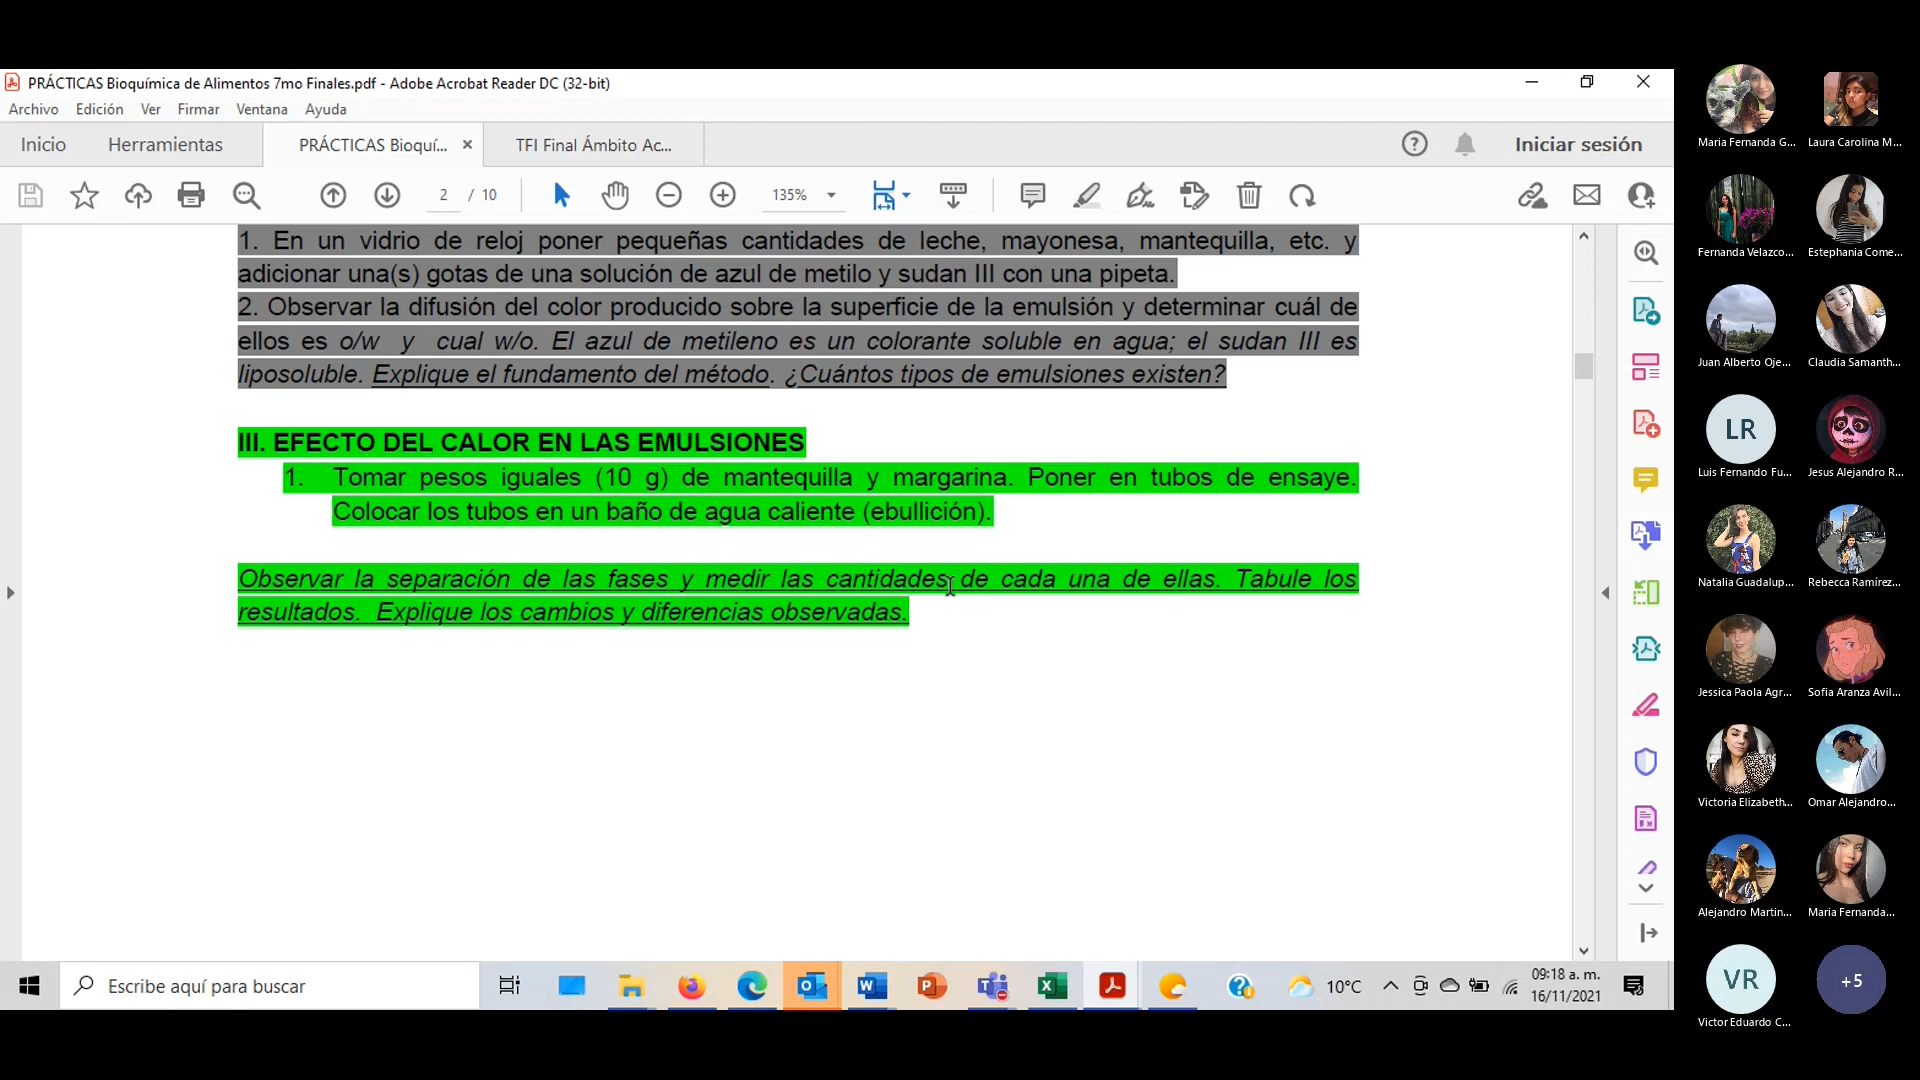 PRÁCTICAS Bioquímica de Alimentos 7mo Finales.pdf - Adobe Acrobat Reader DC (32-bit)
Archivo Edición Ver Firmar Ventana Ayuda
Inicio Herramientas PRÁCTICAS Bioquí... TFI Final Ámbito Ac... Iniciar sesión
2 / 10 135%
1. En un vidrio de reloj poner pequeñas cantidades de leche, mayonesa, mantequilla, etc. y
adicionar una(s) gotas de una solución de azul de metilo y sudan III con una pipeta.
2. Observar la difusión del color producido sobre la superficie de la emulsión y determinar cuál de
ellos es o/w y cual w/o. El azul de metileno es un colorante soluble en agua; el sudan III es
liposoluble. Explique el fundamento del método. ¿Cuántos tipos de emulsiones existen?
III. EFECTO DEL CALOR EN LAS EMULSIONES
1. Tomar pesos iguales (10 g) de mantequilla y margarina. Poner en tubos de ensaye.
Colocar los tubos en un baño de agua caliente (ebullición).
Observar la separación de las fases y medir las cantidades de cada una de ellas. Tabule los
resultados. Explique los cambios y diferencias observadas.
Escribe aquí para buscar
10°C
09:18 a. m.
16/11/2021
Maria Fernanda G... Laura Carolina M...
Fernanda Velazco... Estephania Come...
Juan Alberto Oje... Claudia Samanth...
LR
Luis Fernando Fu... Jesus Alejandro R...
Natalia Guadalup... Rebecca Ramírez...
Jessica Paola Agr... Sofia Aranza Avil...
Victoria Elizabeth... Omar Alejandro...
Alejandro Martin... Maria Fernanda...
VR +5
Victor Eduardo C...